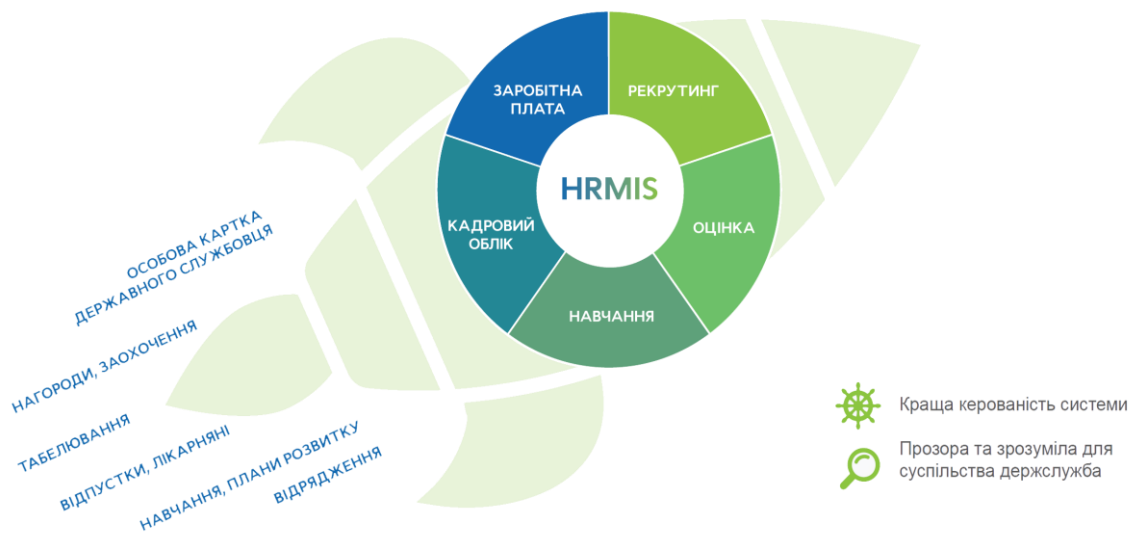 ЗАРОБІТНА
ПЛАТА
РЕКРУТИНГ
HRMIS
КАДРОВИЙ
ОБЛІК
ОЦІНКА
НАВЧАННЯ
ОСОБОВА КАРТКА
ДЕРЖАВНОГО СЛУЖБОВЦЯ
НАГОРОДИ, ЗАОХОЧЕННЯ
ТАБЕЛЮВАННЯ
ВІДПУСТКИ, ЛІКАРНЯНІ
НАВЧАННЯ, ПЛАНИ РОЗВИТКУ
ВІДРЯДЖЕННЯ
Краща керованість системи
Прозора та зрозуміла для
суспільства держслужба